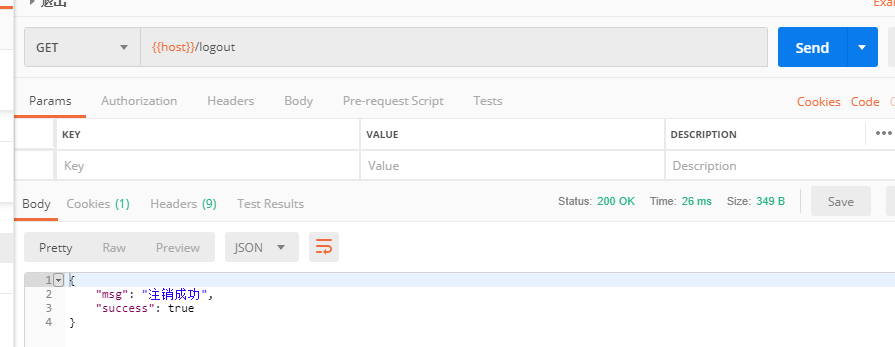 退出
GET {{host}}/logout Send
Params Authorization Headers Body Pre-request Script Tests Cookies Code
KEY VALUE DESCRIPTION •••
Key Value Description
Body Cookies (1) Headers (9) Test Results Status: 200 OK Time: 26 ms Size: 349 B Save
Pretty Raw Preview JSON
1 {
2 "msg": "注销成功",
3 "success": true
4 }